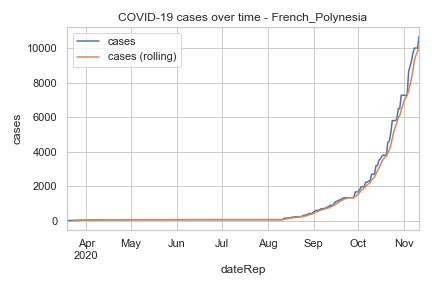 COVID-19 cases over time - French_Polynesia
cases
cases (rolling)
10000
8000
6000
4000
2000
0
cases
Apr May Jun Jul Aug Sep Oct Nov
2020
dateRep